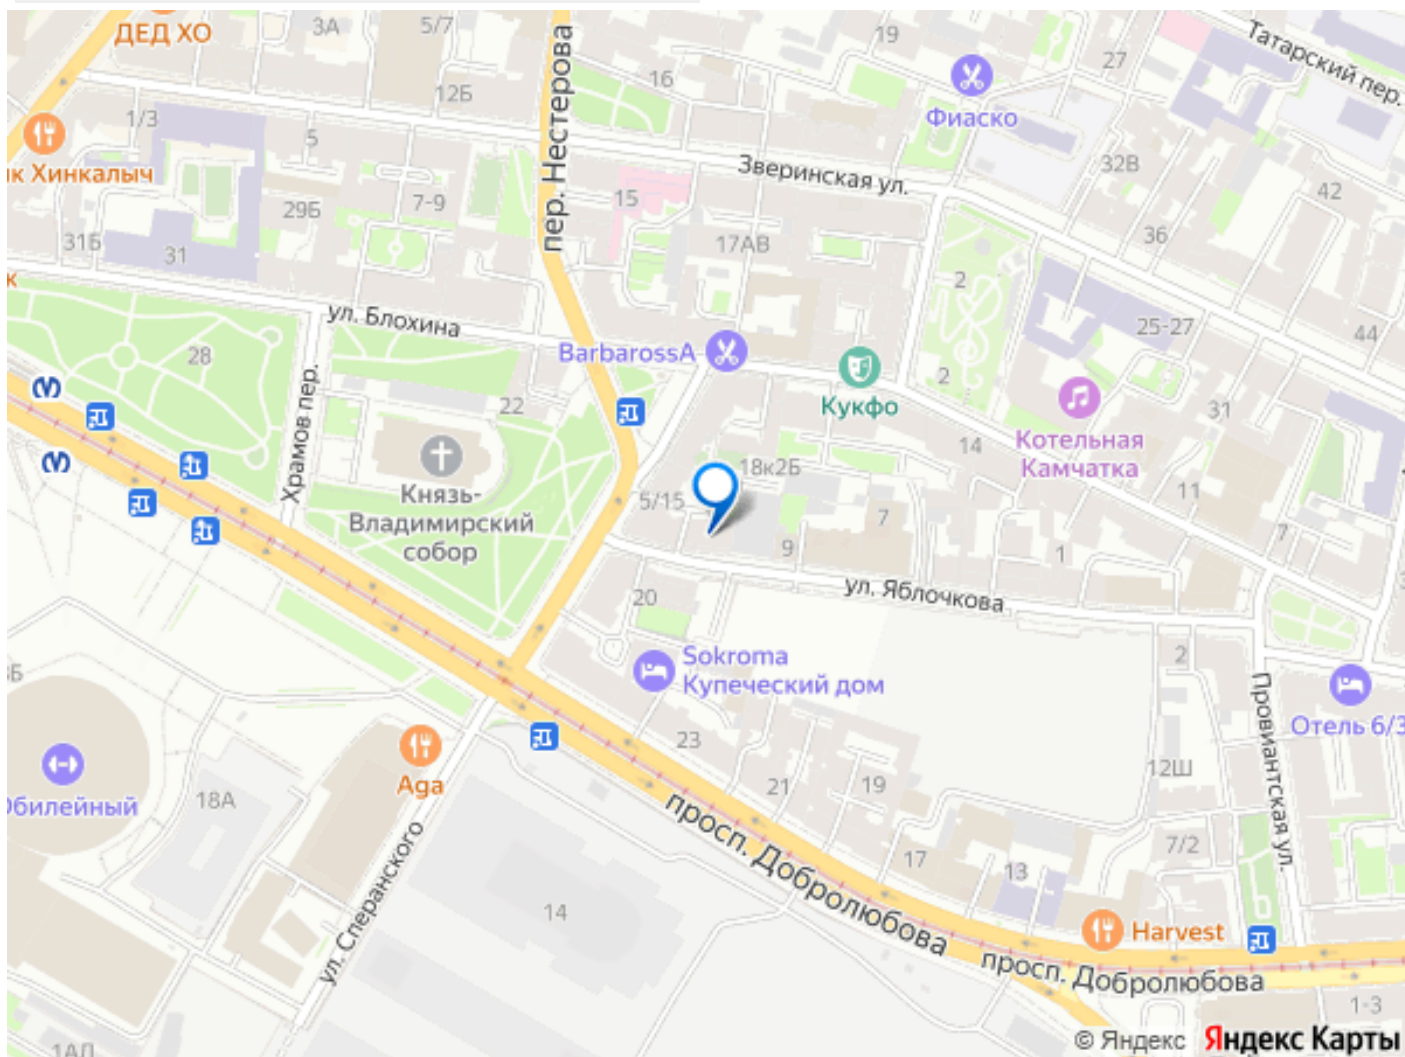 ДЕД ХО
3А
5/7
19
27
Татарский пер.
12Б
16
Фиаско
1/3
5
пер. Нестерова
32В
к Хинкалыч
Зверинская ул.
42
29Б
7-9
15
17АВ
36
31Б
31
2
ул. Блохина
25-27
44
BarbarossA
28
2
22
Кукфо
31
Храмов пер.
14
Котельная
Камчатка
18к2Б
Князь-
Владимирский
собор
5/15
7
11
9
1
7
ул. Яблочкова
20
2
Sokroma
Купеческий дом
Провиантская ул.
Отель 6/3
23
12Ш
Aga
21
19
билейный
18А
просп. Добролюбова
7/2
17
13
ул. Сперанского
14
Harvest
просп. Добролюбова
1-3
1АЛ
© Яндекс Яндекс Карты